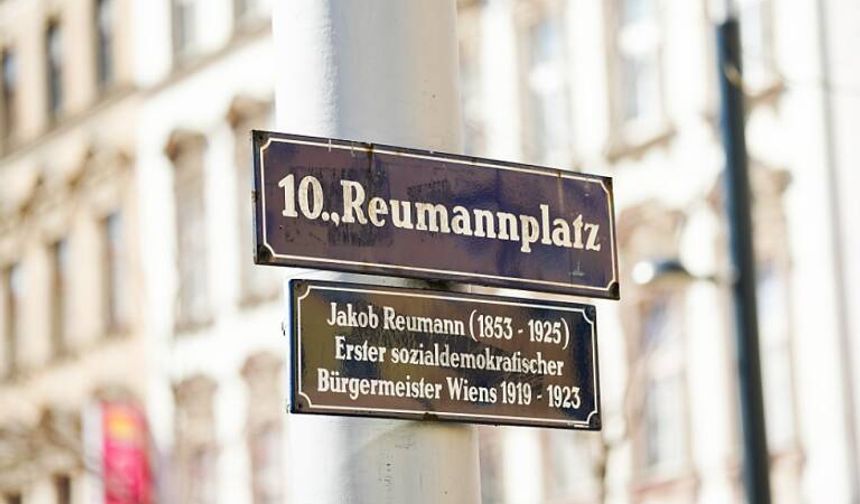 10.,Reumannplatz
Jakob Reumann (1853 - 1925)
Erster sozialdemokratischer
Bürgermeister Wiens 1919 - 1923